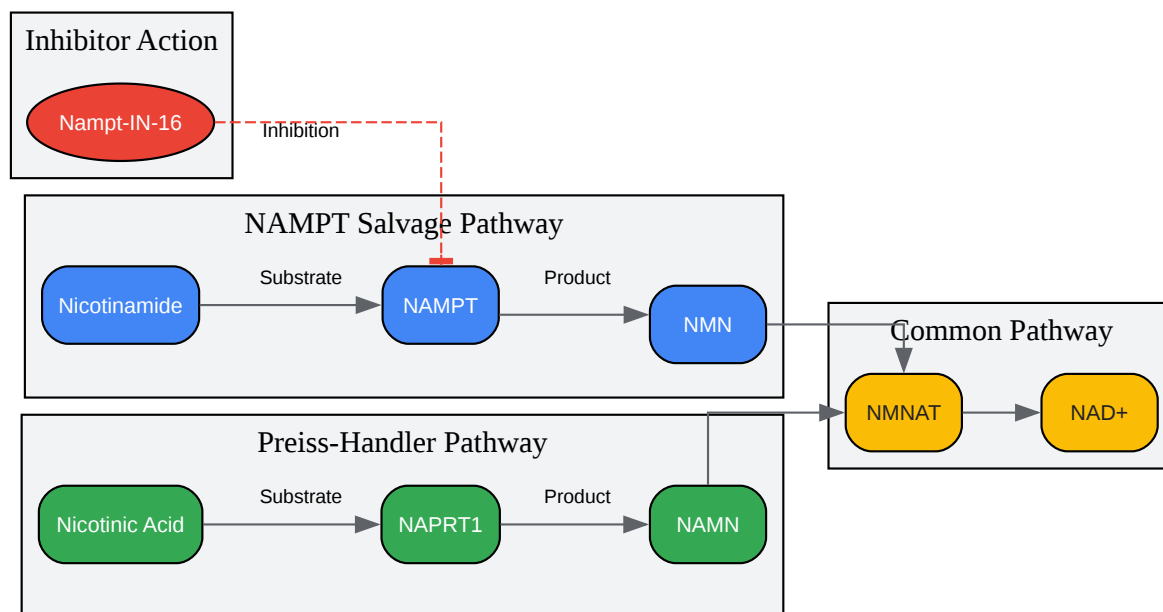 Inhibitor Action
Nampt-IN-16
Inhibition
NAMPT Salvage Pathway
Nicotinamide
Substrate
NAMPT
Product
NMN
Common Pathway
NMNAT
NAD+
Preiss-Handler Pathway
Nicotinic Acid
Substrate
NAPRT1
Product
NAMN